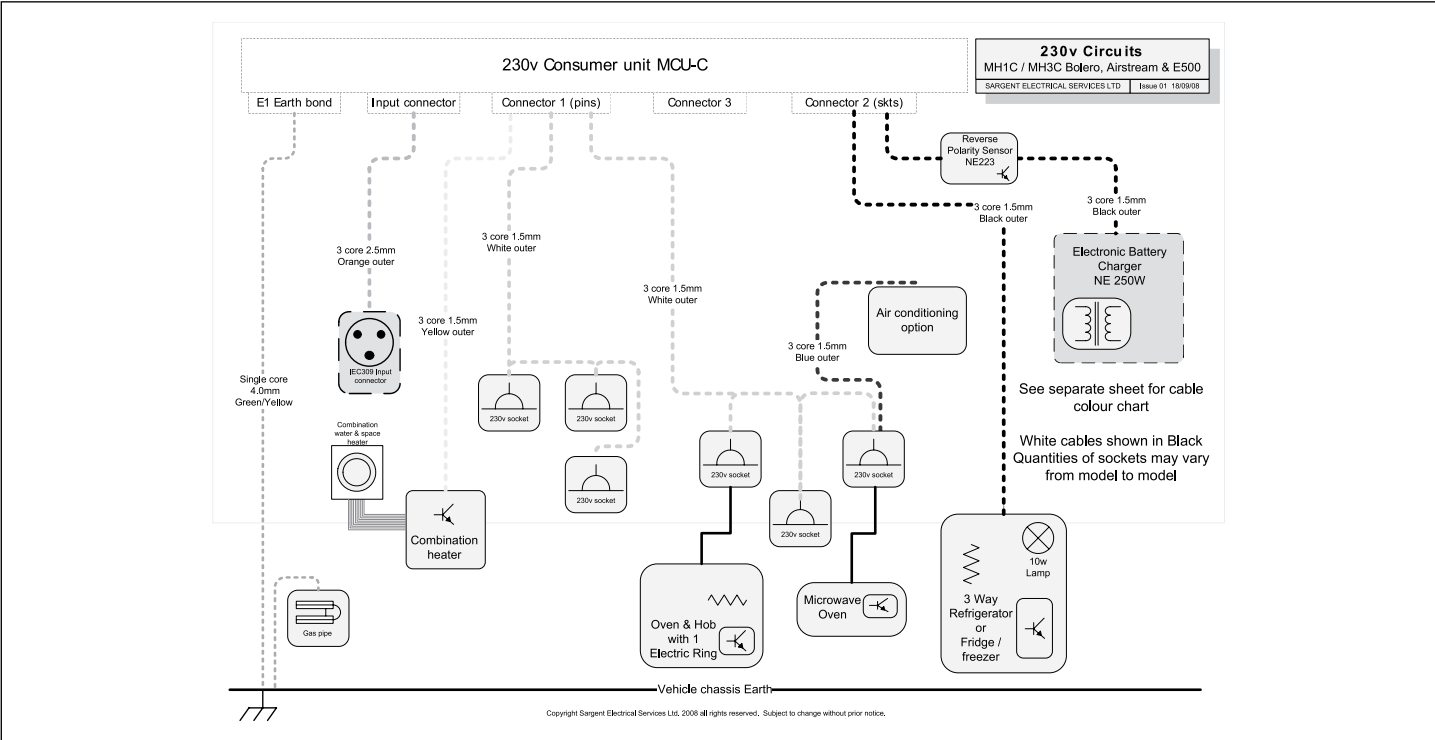 230v Consumer unit MCU-C
230v Circuits
MH1C / MH3C Bolero, Airstream & E500
SARGENT ELECTRICAL SERVICES LTD
Issue 01 18/09/08
E1 Earth bond
Input connector
Connector 1 (pins)
Connector 3
Connector 2 (skts)
Reverse
Polarity Sensor
NE223
3 core 1.5mm
Black outer
3 core 1.5mm
Black outer
3 core 1.5mm
White outer
3 core 2.5mm
Orange outer
Electronic Battery
Charger
NE 250W
3 core 1.5mm
White outer
3 core 1.5mm
Yellow outer
Air conditioning
option
3 core 1.5mm
Blue outer
IEC309 Input
connector
Single core
4.0mm
Green/Yellow
See separate sheet for cable
colour chart
230v socket
230v socket
Combination
water & space
heater
White cables shown in Black
Quantities of sockets may vary
from model to model
230v socket
230v socket
230v socket
230v socket
Combination
heater
10w
Lamp
3 Way
Refrigerator
or
Fridge /
freezer
Microwave
Oven
Oven & Hob
with 1
Electric Ring
Gas pipe
Vehicle chassis Earth
Copyright Sargent Electrical Services Ltd. 2008 all rights reserved. Subject to change without prior notice.